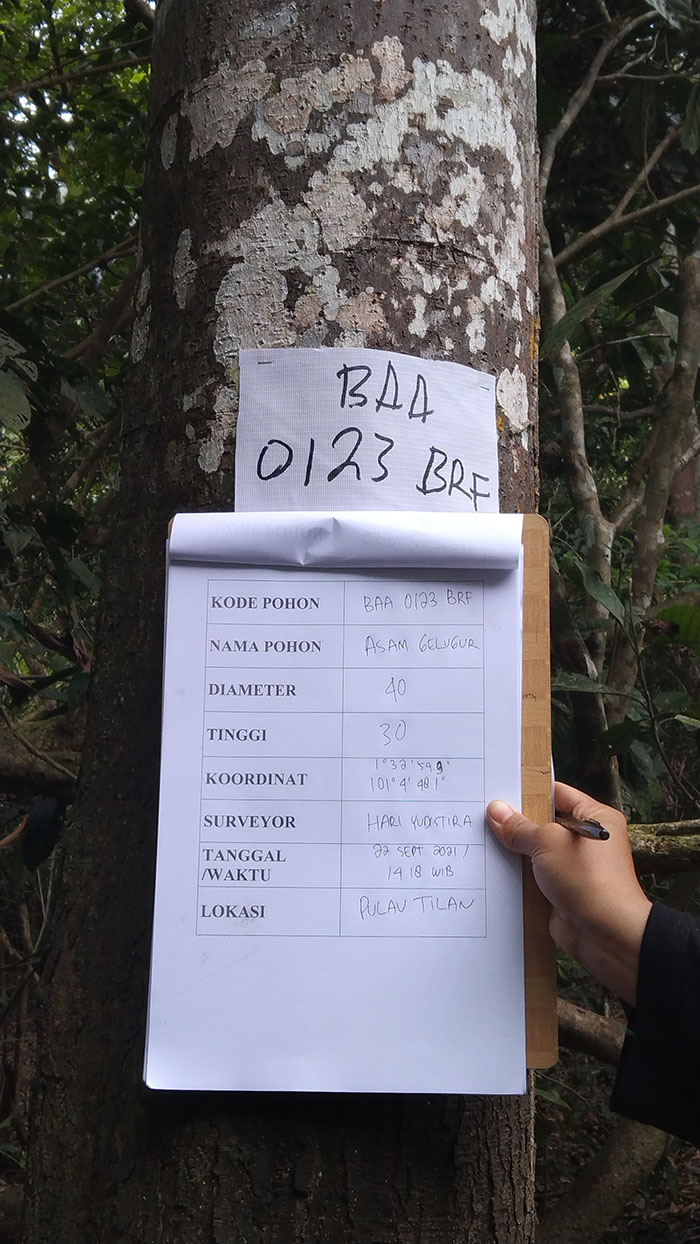 BAA
0123 BRF
KODE POHON BAA 0123 BRF
NAMA POHON ASAM GELUGUR
DIAMETER 40
TINGGI 30
KOORDINAT 1°32'54.9"
101°4'48.1"
SURVEYOR HARI YUDISTIRA
TANGGAL 22 SEPT 2021 /
/WAKTU 14 18 WIB
LOKASI PULAU TILAN